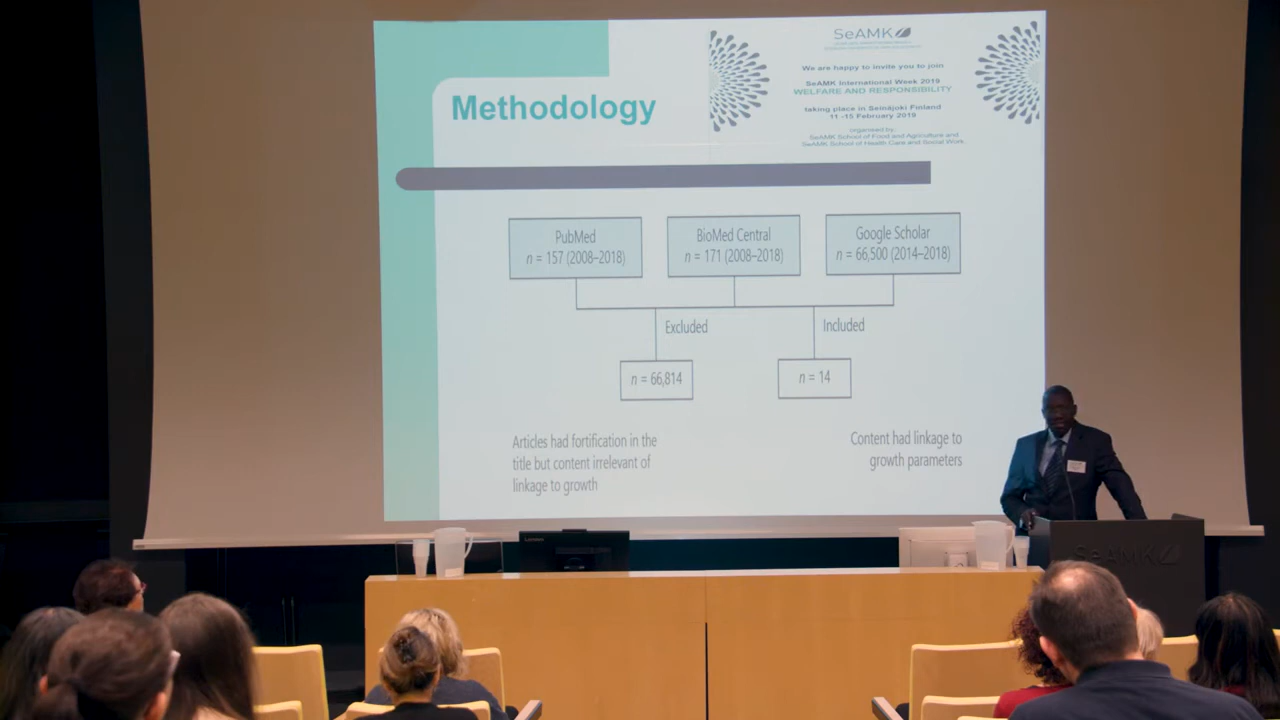 SeAMK
We are happy to invite you to join
SeAMK International Week 2019
WELFARE AND RESPONSIBILITY
taking place in Seinäjoki Finland
11 -15 February 2019
organised by:
SeAMK School of Food and Agriculture and
SeAMK School of Health Care and Social Work
Methodology
PubMed
n = 157 (2008–2018)
BioMed Central
n = 171 (2008–2018)
Google Scholar
n = 66,500 (2014–2018)
Excluded
Included
n = 66,814
n = 14
Articles had fortification in the
title but content irrelevant of
linkage to growth
Content had linkage to
growth parameters
SeAMK